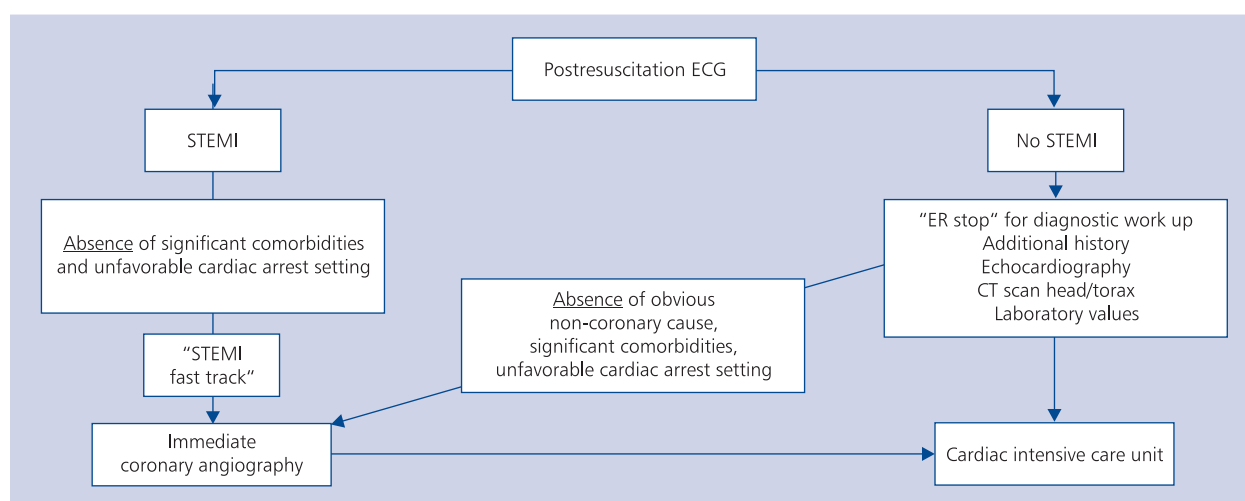 Postresuscitation ECG
STEMI
No STEMI
Absence of significant comorbidities
and unfavorable cardiac arrest setting
“ER stop“ for diagnostic work up
Additional history
Echocardiography
CT scan head/torax
Laboratory values
Absence of obvious
non-coronary cause,
significant comorbidities,
unfavorable cardiac arrest setting
“STEMI
fast track“
Immediate
coronary angiography
Cardiac intensive care unit